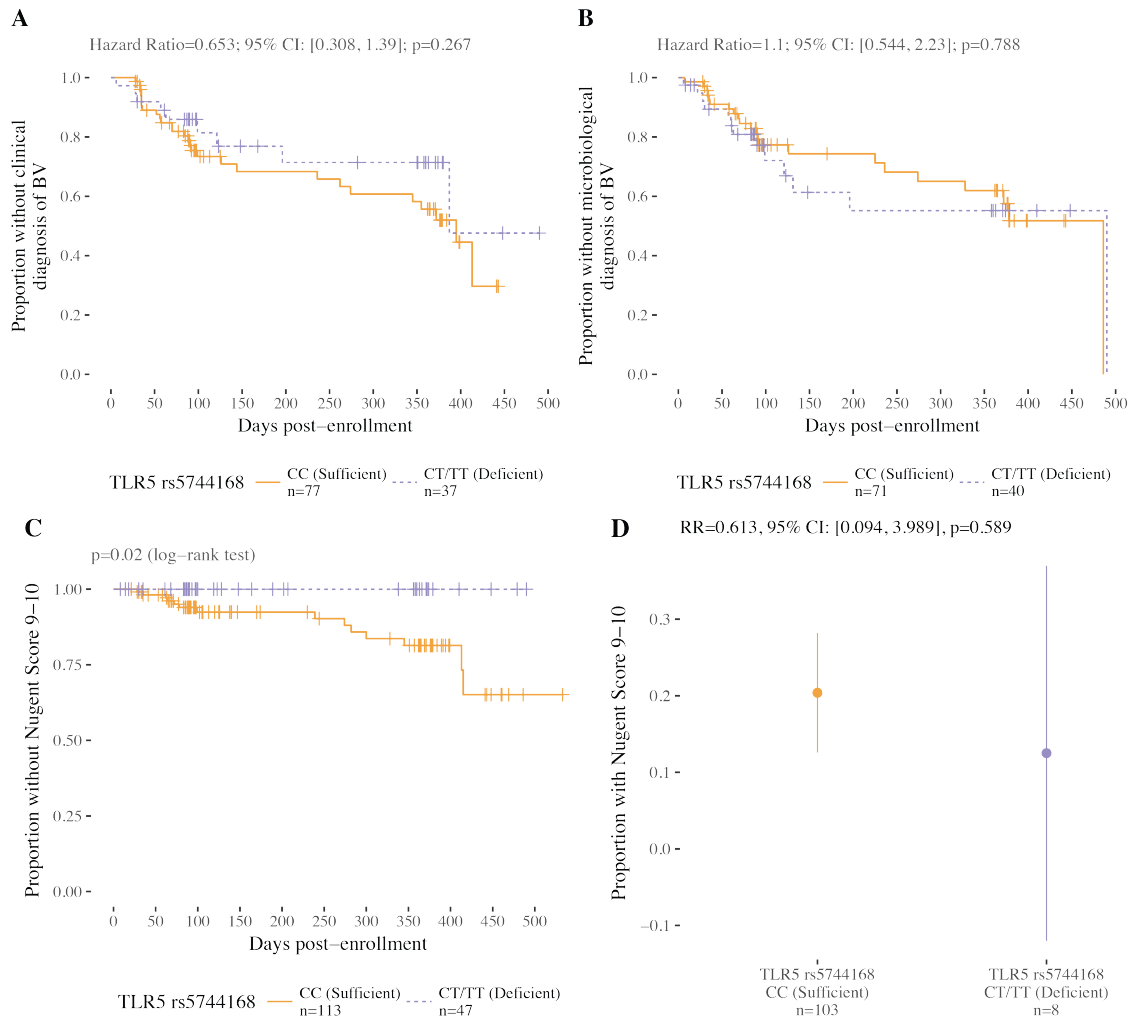 A
Hazard Ratio=0.653; 95% CI: [0.308, 1.39]; p=0.267
Proportion without clinical
diagnosis of BV
1.0
0.8
0.6
0.4
0.2
0.0
0 50 100 150 200 250 300 350 400 450 500
Days post−enrollment
TLR5 rs5744168
CC (Sufficient)
n=77
CT/TT (Deficient)
n=37
B
Hazard Ratio=1.1; 95% CI: [0.544, 2.23]; p=0.788
Proportion without microbiological
diagnosis of BV
1.0
0.8
0.6
0.4
0.2
0.0
0 50 100 150 200 250 300 350 400 450 500
Days post−enrollment
TLR5 rs5744168
CC (Sufficient)
n=71
CT/TT (Deficient)
n=40
C
p=0.02 (log−rank test)
Proportion without Nugent Score 9−10
1.00
0.75
0.50
0.25
0.00
0 50 100 150 200 250 300 350 400 450 500
Days post−enrollment
TLR5 rs5744168
CC (Sufficient)
n=113
CT/TT (Deficient)
n=47
D
RR=0.613, 95% CI: [0.094, 3.989], p=0.589
Proportion with Nugent Score 9−10
0.3
0.2
0.1
0.0
−0.1
TLR5 rs5744168
CC (Sufficient)
n=103
TLR5 rs5744168
CT/TT (Deficient)
n=8